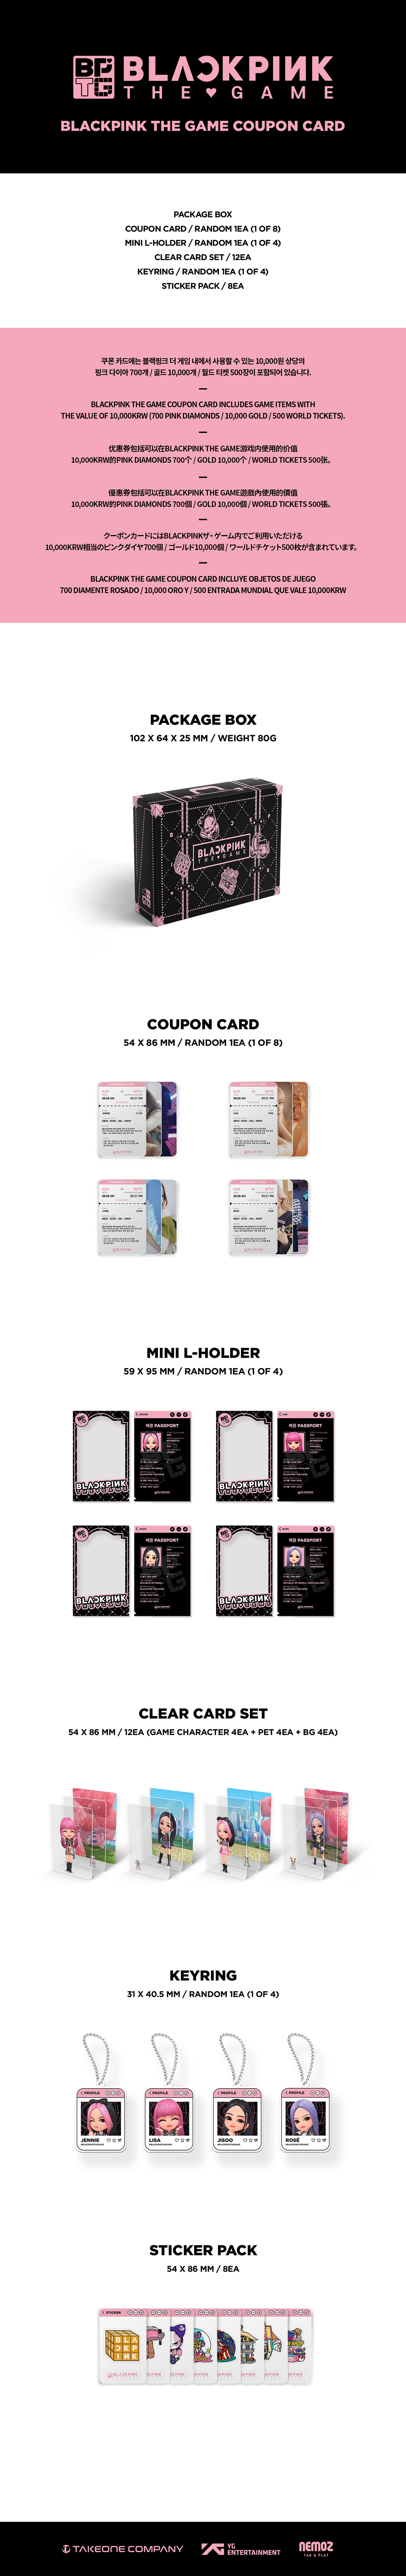 BPTG BLACKPINK
THE GAME
BLACKPINK THE GAME COUPON CARD
PACKAGE BOX
COUPON CARD / RANDOM 1EA (1 OF 8)
MINI L-HOLDER / RANDOM 1EA (1 OF 4)
CLEAR CARD SET / 12EA
KEYRING / RANDOM 1EA (1 OF 4)
STICKER PACK / 8EA
쿠폰 카드에는 블랙핑크 더 게임 내에서 사용할 수 있는 10,000원 상당의
핑크 다이아 700개 / 골드 10,000개 / 월드 티켓 500장이 포함되어 있습니다.
BLACKPINK THE GAME COUPON CARD INCLUDES GAME ITEMS WITH
THE VALUE OF 10,000KRW (700 PINK DIAMONDS / 10,000 GOLD / 500 WORLD TICKETS).
优惠券包括可以在BLACKPINK THE GAME游戏内使用的价值
10,000KRW的PINK DIAMONDS 700个 / GOLD 10,000个 / WORLD TICKETS 500张。
優惠券包括可以在BLACKPINK THE GAME遊戲內使用的價值
10,000KRW的PINK DIAMONDS 700個 / GOLD 10,000個 / WORLD TICKETS 500張。
クーポンカードにはBLACKPINKザ・ゲーム内でご利用いただける
10,000KRW相当のピンクダイヤ700個 / ゴールド10,000個 / ワールドチケット500枚が含まれています。
BLACKPINK THE GAME COUPON CARD INCLUYE OBJETOS DE JUEGO
700 DIAMENTE ROSADO / 10,000 ORO Y / 500 ENTRADA MUNDIAL QUE VALE 10,000KRW
PACKAGE BOX
102 X 64 X 25 MM / WEIGHT 80G
BLACKPINK
THE GAME
COUPON CARD
54 X 86 MM / RANDOM 1EA (1 OF 8)
MINI L-HOLDER
59 X 95 MM / RANDOM 1EA (1 OF 4)
BLACKPINK
여권 PASSPORT
BLACKPINK
여권 PASSPORT
BLACKPINK
여권 PASSPORT
BLACKPINK
여권 PASSPORT
CLEAR CARD SET
54 X 86 MM / 12EA (GAME CHARACTER 4EA + PET 4EA + BG 4EA)
KEYRING
31 X 40.5 MM / RANDOM 1EA (1 OF 4)
PROFILE
JENNIE
PROFILE
LISA
PROFILE
JISOO
PROFILE
ROSÉ
STICKER PACK
54 X 86 MM / 8EA
STICKER
TAKEONE COMPANY
YG
ENTERTAINMENT
NEMOZ
TAG & PLAY